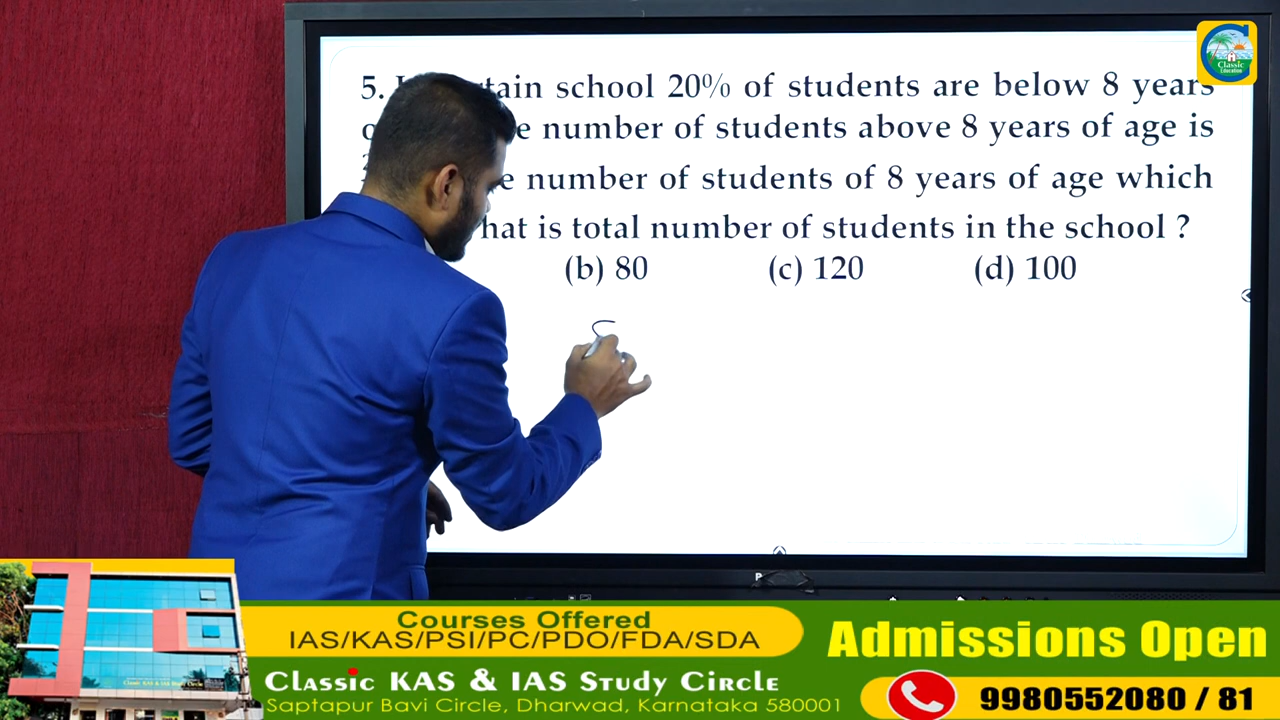 5. school 20% of students are below 8 years
number of students above 8 years of age is
number of students of 8 years of age which
is total number of students in the school ?
(b) 80 (c) 120 (d) 100
Classic
Education
Courses Offered
IAS/KAS/PSI/PC/PDO/FDA/SDA
Classic KAS & IAS Study Circle
Saptapur Bavi Circle, Dharwad, Karnataka 580001
Admissions Open
9980552080 / 81